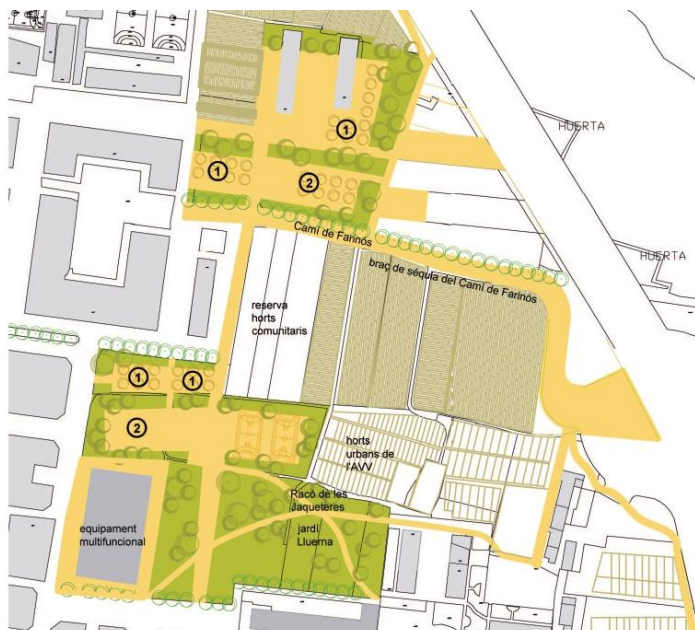 HUERTA
1
1
2
Camí de Farinós
HUERTA
braç de séquia del Camí de Farinós
reserva
horts
comunitaris
1
1
2
horts
urbans de
l'AVV
Racó de les
Jaqueteres
equipament
multifuncional
jardí
Lluerna